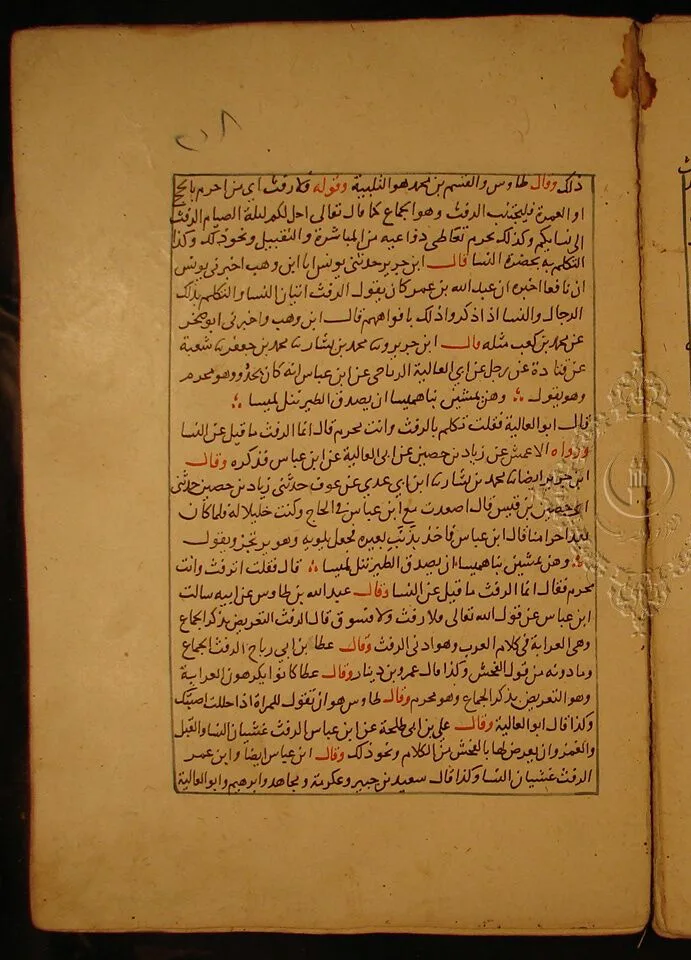 ٢٠٨
ذلك وقال طاوس والقسم بن محمد هو التلبية وقوله فلا رفث اي من احرم بالحج
او العمرة فليجتنب الرفث وهو الجماع كما قال تعالى احل لكم ليلة الصيام الرفث
الى نسايكم وكذلك يحرم تعاطي دواعيه من المباشرة والتقبيل ونحو ذلك وكذا
التكلم به بحضرة النسا قال ابن جرير حدثني يونس انا ابن وهب اخبرني يونس
ان نافعا اخبره ان عبد الله بن عمر كان يقول الرفث اتيان النسا والتكلم بذلك
الرجال والنسا اذا ذكروا ذلك بافواههم قال ابن وهب واخبرني ابو صخر
عن محمد بن كعب مثله قال ابن جرير وثنا محمد بن بشار ثنا محمد بن جعفر ثنا شعبة
عن قتادة عن رجل عن ابي العالية الرياحي عن ابن عباس انه كان يحدو وهو محرم
وهو يقول وهن يمشين بنا هميسا ان يصدق الطير ننل لميسا
قال ابو العالية فقلت تكلم بالرفث وانت محرم قال انما الرفث ما قيل عند النسا
ورواه الاعمش عن زياد بن حصين عن ابي العالية عن ابن عباس فذكره وقال
ابن جرير ايضا ثنا محمد بن بشار ثنا ابن ابي عدي عن عوف حدثني زياد بن حصين حدثني
ابي حصين بن قيس قال اصعدت مع ابن عباس في الحاج وكنت خليلا له فلما كان
بعد احرامنا قال ابن عباس فاخذ بذنب بعيره فجعل يلويه وهو يرتجز ويقول
وهن يمشين بنا هميسا ان يصدق الطير ننل لميسا قال فقلت اترفث وانت
محرم فقال انما الرفث ما قيل عند النسا وقال عبد الله بن طاوس عن ابيه سالت
ابن عباس عن قول الله تعالى فلا رفث ولا فسوق قال الرفث التعريض بذكر الجماع
وهي العرابة في كلام العرب وهو ادنى الرفث وقال عطا بن ابي رباح الرفث الجماع
وما دونه من قول الفحش وكذا قال عمرو بن دينار وقال عطا كانوا يكرهون العرابة
وهو التعريض بذكر الجماع وهو محرم وقال طاوس هو ان تقول للمراة اذا حللت اصبتك
وكذا قال ابو العالية وقال علي بن ابي طلحة عن ابن عباس الرفث غشيان النسا والقبل
والغمز وان يعرض لها بالفحش من الكلام ونحو ذلك وقال ابن عباس ايضا وابن عمر
الرفث غشيان النسا وكذا قال سعيد بن جبير وعكرمة ومجاهد وابرهيم وابو العالية